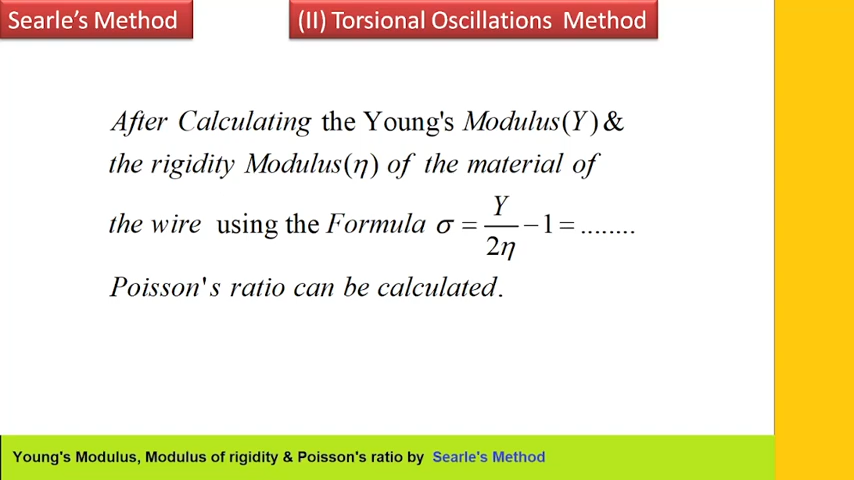 Searle's Method
(II) Torsional Oscillations Method
After Calculating the Young's Modulus(Y) &
the rigidity Modulus(η) of the material of
the wire using the Formula σ = Y/2η − 1 = ........
Poisson's ratio can be calculated.
Young's Modulus, Modulus of rigidity & Poisson's ratio by Searle's Method